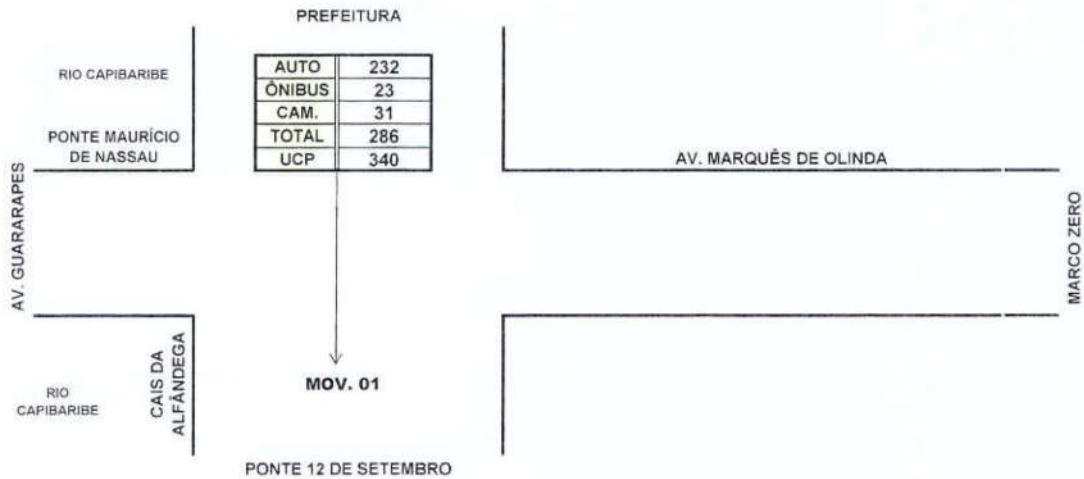 PREFEITURA
RIO CAPIBARIBE
AUTO 232
ÔNIBUS 23
CAM. 31
TOTAL 286
UCP 340
PONTE MAURÍCIO
DE NASSAU
AV. MARQUÊS DE OLINDA
AV. GUARARAPES
MARCO ZERO
CAIS DA
ALFÂNDEGA
RIO
CAPIBARIBE
MOV. 01
PONTE 12 DE SETEMBRO